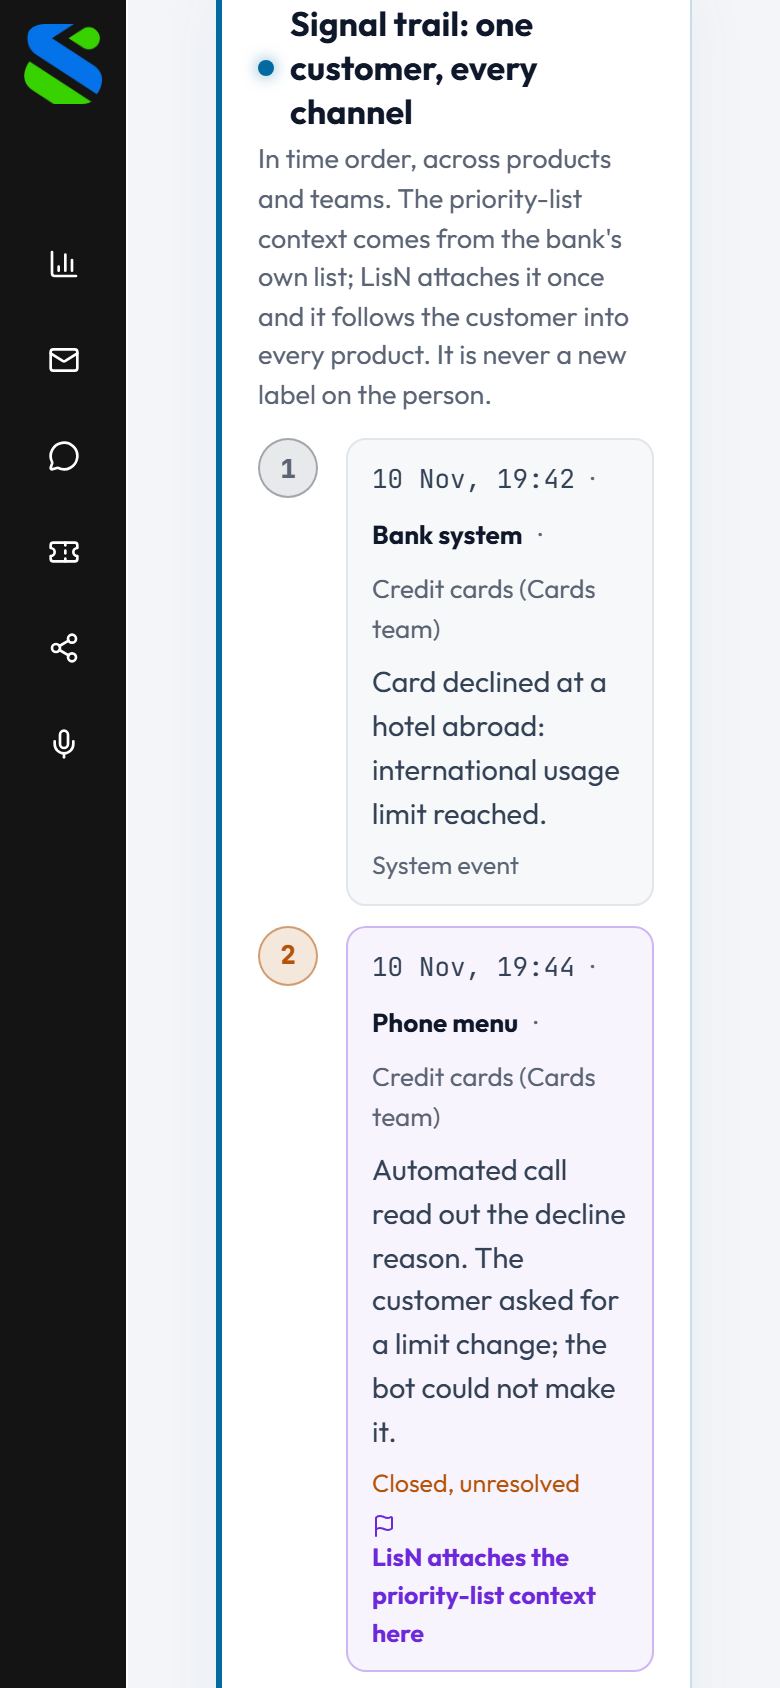 Signal trail: one
customer, every
channel
In time order, across products
and teams. The priority-list
context comes from the bank's
own list; LisN attaches it once
and it follows the customer into
every product. It is never a new
label on the person.
1
10 Nov, 19:42 ·
Bank system ·
Credit cards (Cards
team)
Card declined at a
hotel abroad:
international usage
limit reached.
System event
2
10 Nov, 19:44 ·
Phone menu ·
Credit cards (Cards
team)
Automated call
read out the decline
reason. The
customer asked for
a limit change; the
bot could not make
it.
Closed, unresolved
LisN attaches the
priority-list context
here